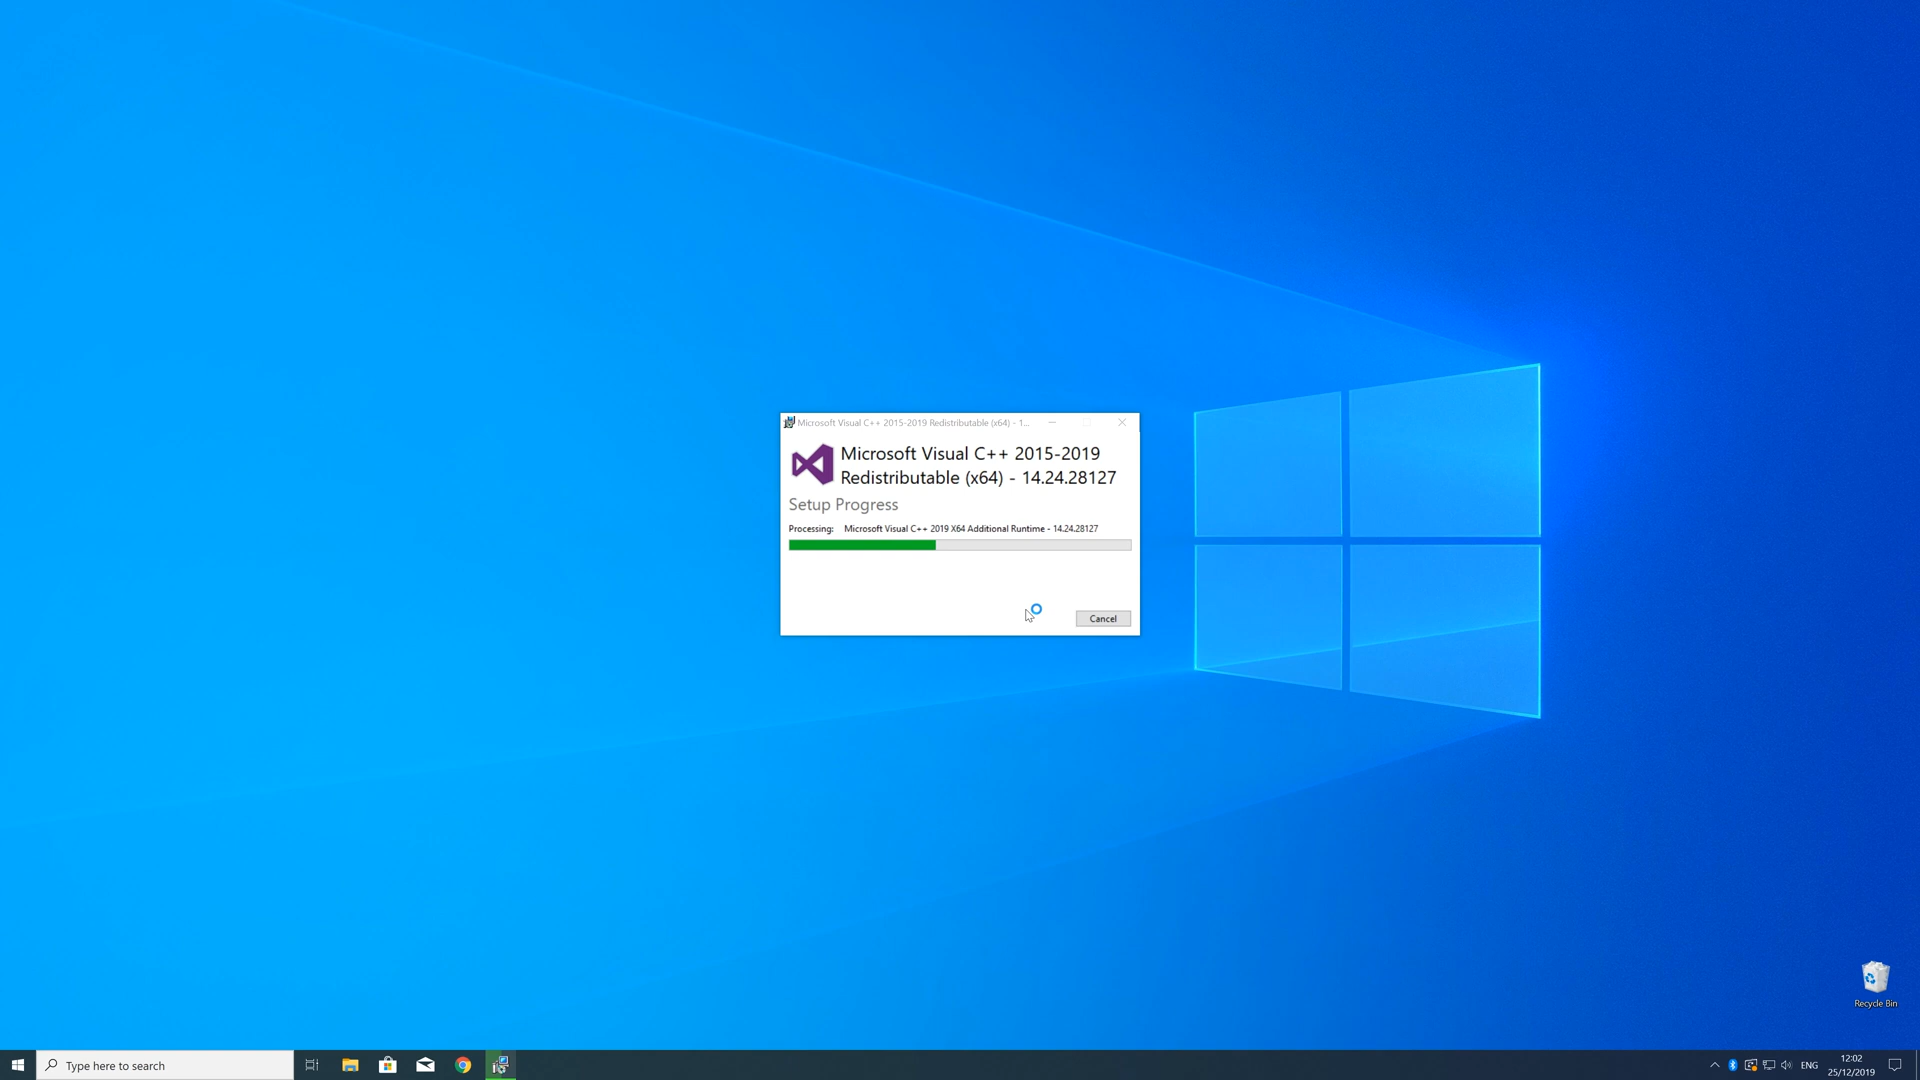 Microsoft Visual C++ 2015-2019 Redistributable (x64) - 1...
Microsoft Visual C++ 2015-2019
Redistributable (x64) - 14.24.28127
Setup Progress
Processing: Microsoft Visual C++ 2019 X64 Additional Runtime - 14.24.28127
Cancel
Recycle Bin
Type here to search
ENG
12:02
25/12/2019